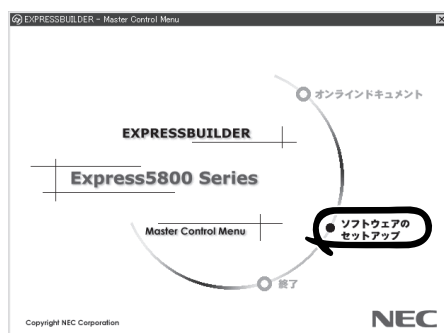 EXPRESSBUILDER - Master Control Menu
オンラインドキュメント
EXPRESSBUILDER
Express5800 Series
ソフトウェアの
セットアップ
Master Control Menu
終了
Copyright NEC Corporation
NEC